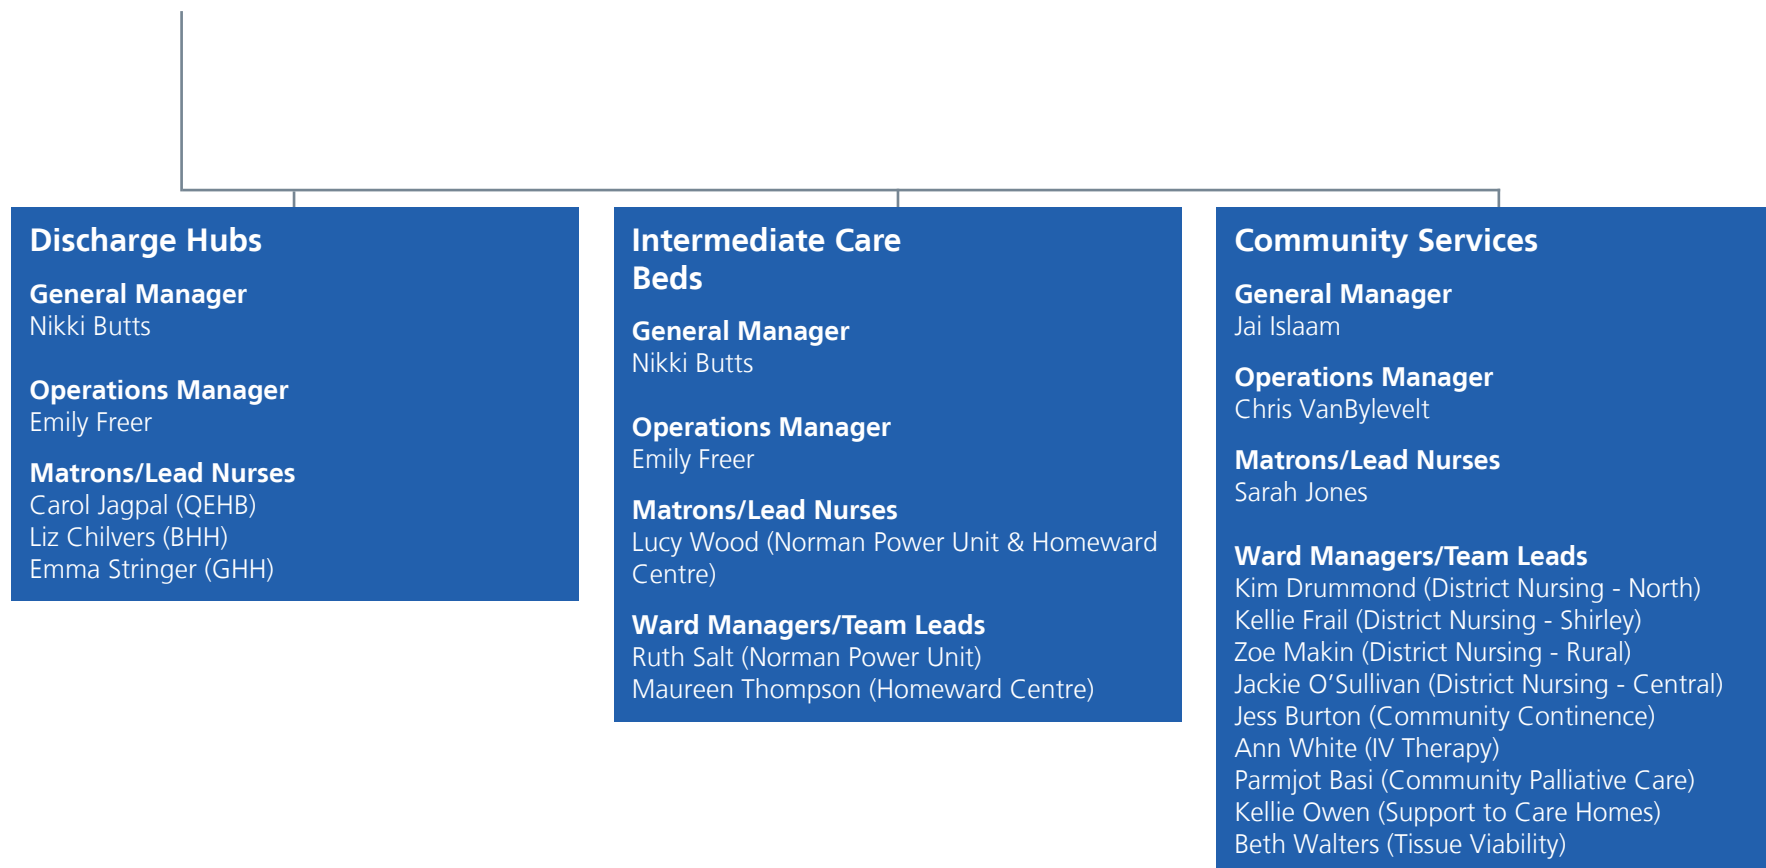 Discharge Hubs
General Manager
Nikki Butts
Operations Manager
Emily Freer
Matrons/Lead Nurses
Carol Jagpal (QEHB)
Liz Chilvers (BHH)
Emma Stringer (GHH)
Intermediate Care
Beds
General Manager
Nikki Butts
Operations Manager
Emily Freer
Matrons/Lead Nurses
Lucy Wood (Norman Power Unit & Homeward
Centre)
Ward Managers/Team Leads
Ruth Salt (Norman Power Unit)
Maureen Thompson (Homeward Centre)
Community Services
General Manager
Jai Islaam
Operations Manager
Chris VanBylevelt
Matrons/Lead Nurses
Sarah Jones
Ward Managers/Team Leads
Kim Drummond (District Nursing - North)
Kellie Frail (District Nursing - Shirley)
Zoe Makin (District Nursing - Rural)
Jackie O’Sullivan (District Nursing - Central)
Jess Burton (Community Continence)
Ann White (IV Therapy)
Parmjot Basi (Community Palliative Care)
Kellie Owen (Support to Care Homes)
Beth Walters (Tissue Viability)